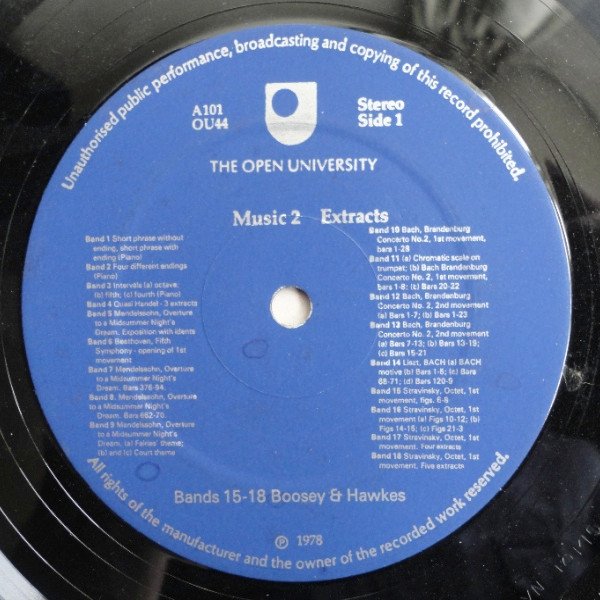 Unauthorised public performance, broadcasting and copying of this record prohibited.
A101
OU44
Stereo
Side 1
THE OPEN UNIVERSITY
Music 2 Extracts
Band 1 Short phrase without
ending, short phrase with
ending (Piano)
Band 2 Four different endings
(Piano)
Band 3 Intervals (a) octave;
(b) fifth; (c) fourth (Piano)
Band 4 Quasi Handel - 3 extracts
Band 5 Mendelssohn, Overture
to a Midsummer Night's
Dream, Exposition with idents
Band 6 Beethoven, Fifth
Symphony - opening of 1st
movement
Band 7 Mendelssohn, Overture
to a Midsummer Night's
Dream. Bars 376-94.
Band 8. Mendelssohn, Overture
to a Midsummer Night's
Dream. Bars 662-70.
Band 9 Mendelssohn, Overture
to a Midsummer Night's
Dream. (a) Fairies' theme;
(b) and (c) Court theme
Band 10 Bach, Brandenburg
Concerto No.2, 1st movement,
bars 1-28
Band 11 (a) Chromatic scale on
trumpet; (b) Bach Brandenburg
Concerto No. 2, 1st movement,
bars 1-8; (c) Bars 20-22
Band 12 Bach, Brandenburg
Concerto No. 2, 2nd movement
(a) Bars 1-7; (b) Bars 1-23
Band 13 Bach, Brandenburg
Concerto No. 2, 2nd movement
(a) Bars 7-13; (b) Bars 13-19;
(c) Bars 15-21
Band 14 Liszt, BACH (a) BACH
motive (b) Bars 1-6; (c) Bars
68-71; (d) Bars 120-9
Band 15 Stravinsky, Octet, 1st
movement, figs. 6-8
Band 16 Stravinsky, Octet, 1st
movement (a) Figs 10-12; (b)
Figs 14-15; (c) Figs 21-3
Band 17 Stravinsky, Octet, 1st
movement. Four extracts
Band 18 Stravinsky, Octet, 1st
movement. Five extracts
Bands 15-18 Boosey & Hawkes
℗ 1978
All rights of the manufacturer and the owner of the recorded work reserved.